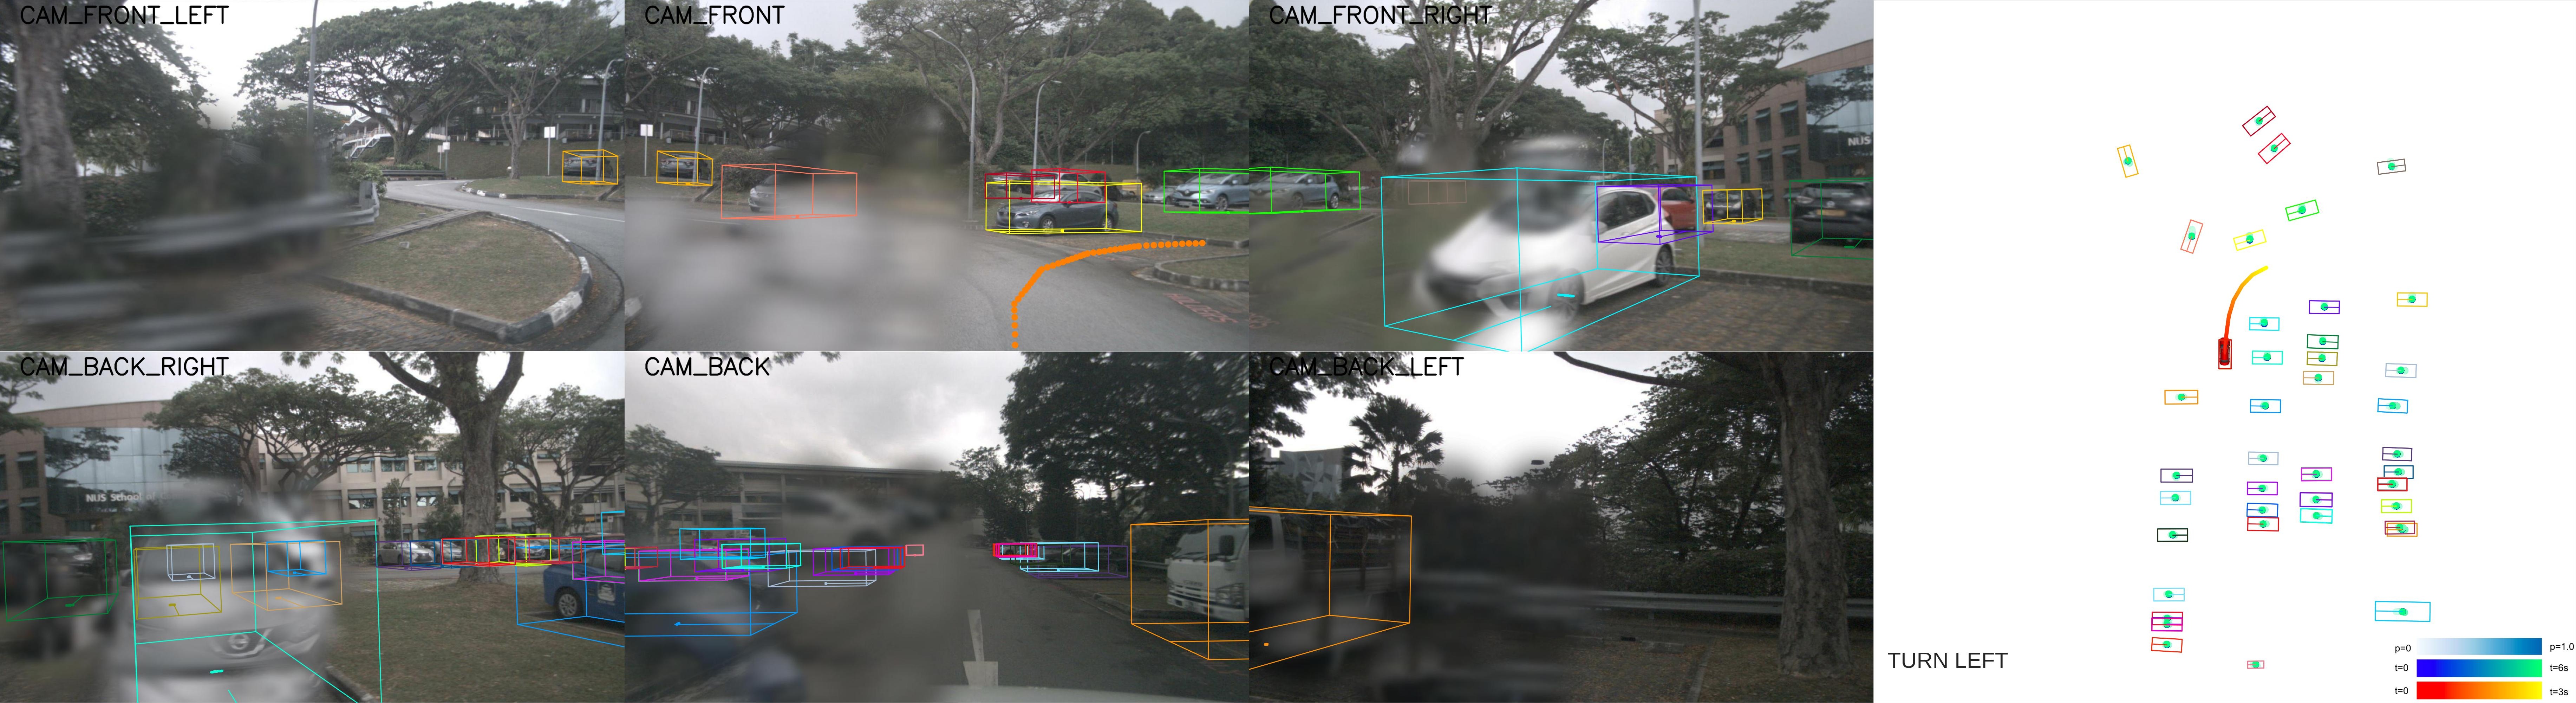 CAM_FRONT_LEFT
CAM_FRONT
CAM_FRONT_RIGHT
NUS
CAM_BACK_RIGHT
CAM_BACK
CAM_BACK_LEFT
NUS School of
TURN LEFT
p=0
p=1.0
t=0
t=6s
t=0
t=3s